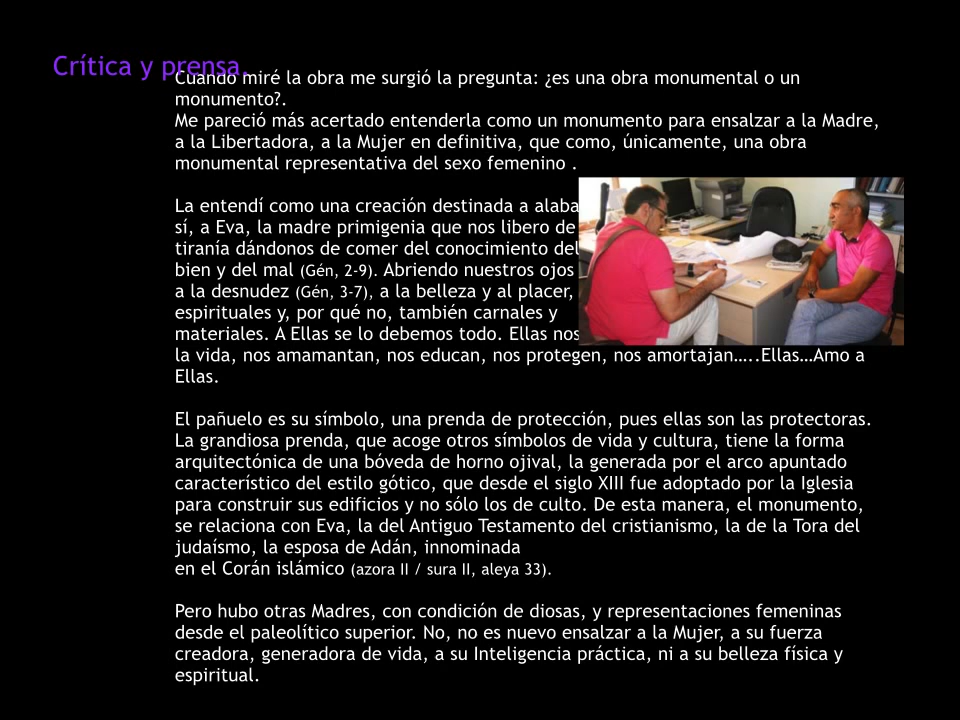 Crítica y prensa.
Cuando miré la obra me surgió la pregunta: ¿es una obra monumental o un
monumento?.
Me pareció más acertado entenderla como un monumento para ensalzar a la Madre,
a la Libertadora, a la Mujer en definitiva, que como, únicamente, una obra
monumental representativa del sexo femenino .
La entendí como una creación destinada a alaba
sí, a Eva, la madre primigenia que nos libero de
tiranía dándonos de comer del conocimiento del
bien y del mal (Gén, 2-9). Abriendo nuestros ojos
a la desnudez (Gén, 3-7), a la belleza y al placer,
espirituales y, por qué no, también carnales y
materiales. A Ellas se lo debemos todo. Ellas nos
la vida, nos amamantan, nos educan, nos protegen, nos amortajan…..Ellas…Amo a
Ellas.
El pañuelo es su símbolo, una prenda de protección, pues ellas son las protectoras.
La grandiosa prenda, que acoge otros símbolos de vida y cultura, tiene la forma
arquitectónica de una bóveda de horno ojival, la generada por el arco apuntado
característico del estilo gótico, que desde el siglo XIII fue adoptado por la Iglesia
para construir sus edificios y no sólo los de culto. De esta manera, el monumento,
se relaciona con Eva, la del Antiguo Testamento del cristianismo, la de la Tora del
judaísmo, la esposa de Adán, innominada
en el Corán islámico (azora II / sura II, aleya 33).
Pero hubo otras Madres, con condición de diosas, y representaciones femeninas
desde el paleolítico superior. No, no es nuevo ensalzar a la Mujer, a su fuerza
creadora, generadora de vida, a su Inteligencia práctica, ni a su belleza física y
espiritual.